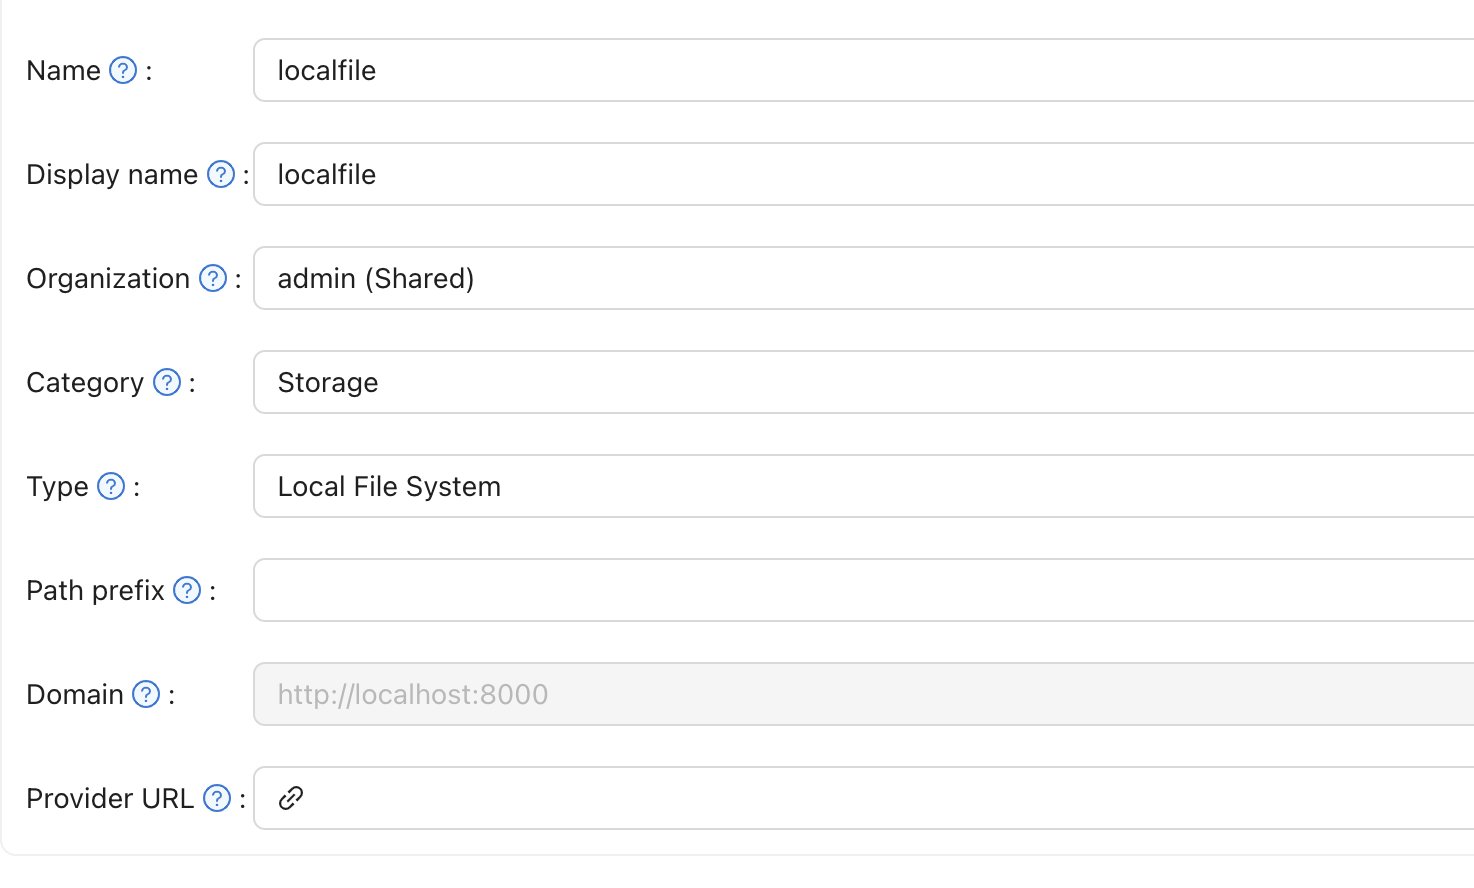 Name ? : localfile
Display name ? : localfile
Organization ? : admin (Shared)
Category ? : Storage
Type ? : Local File System
Path prefix ? :
Domain ? : http://localhost:8000
Provider URL ? :